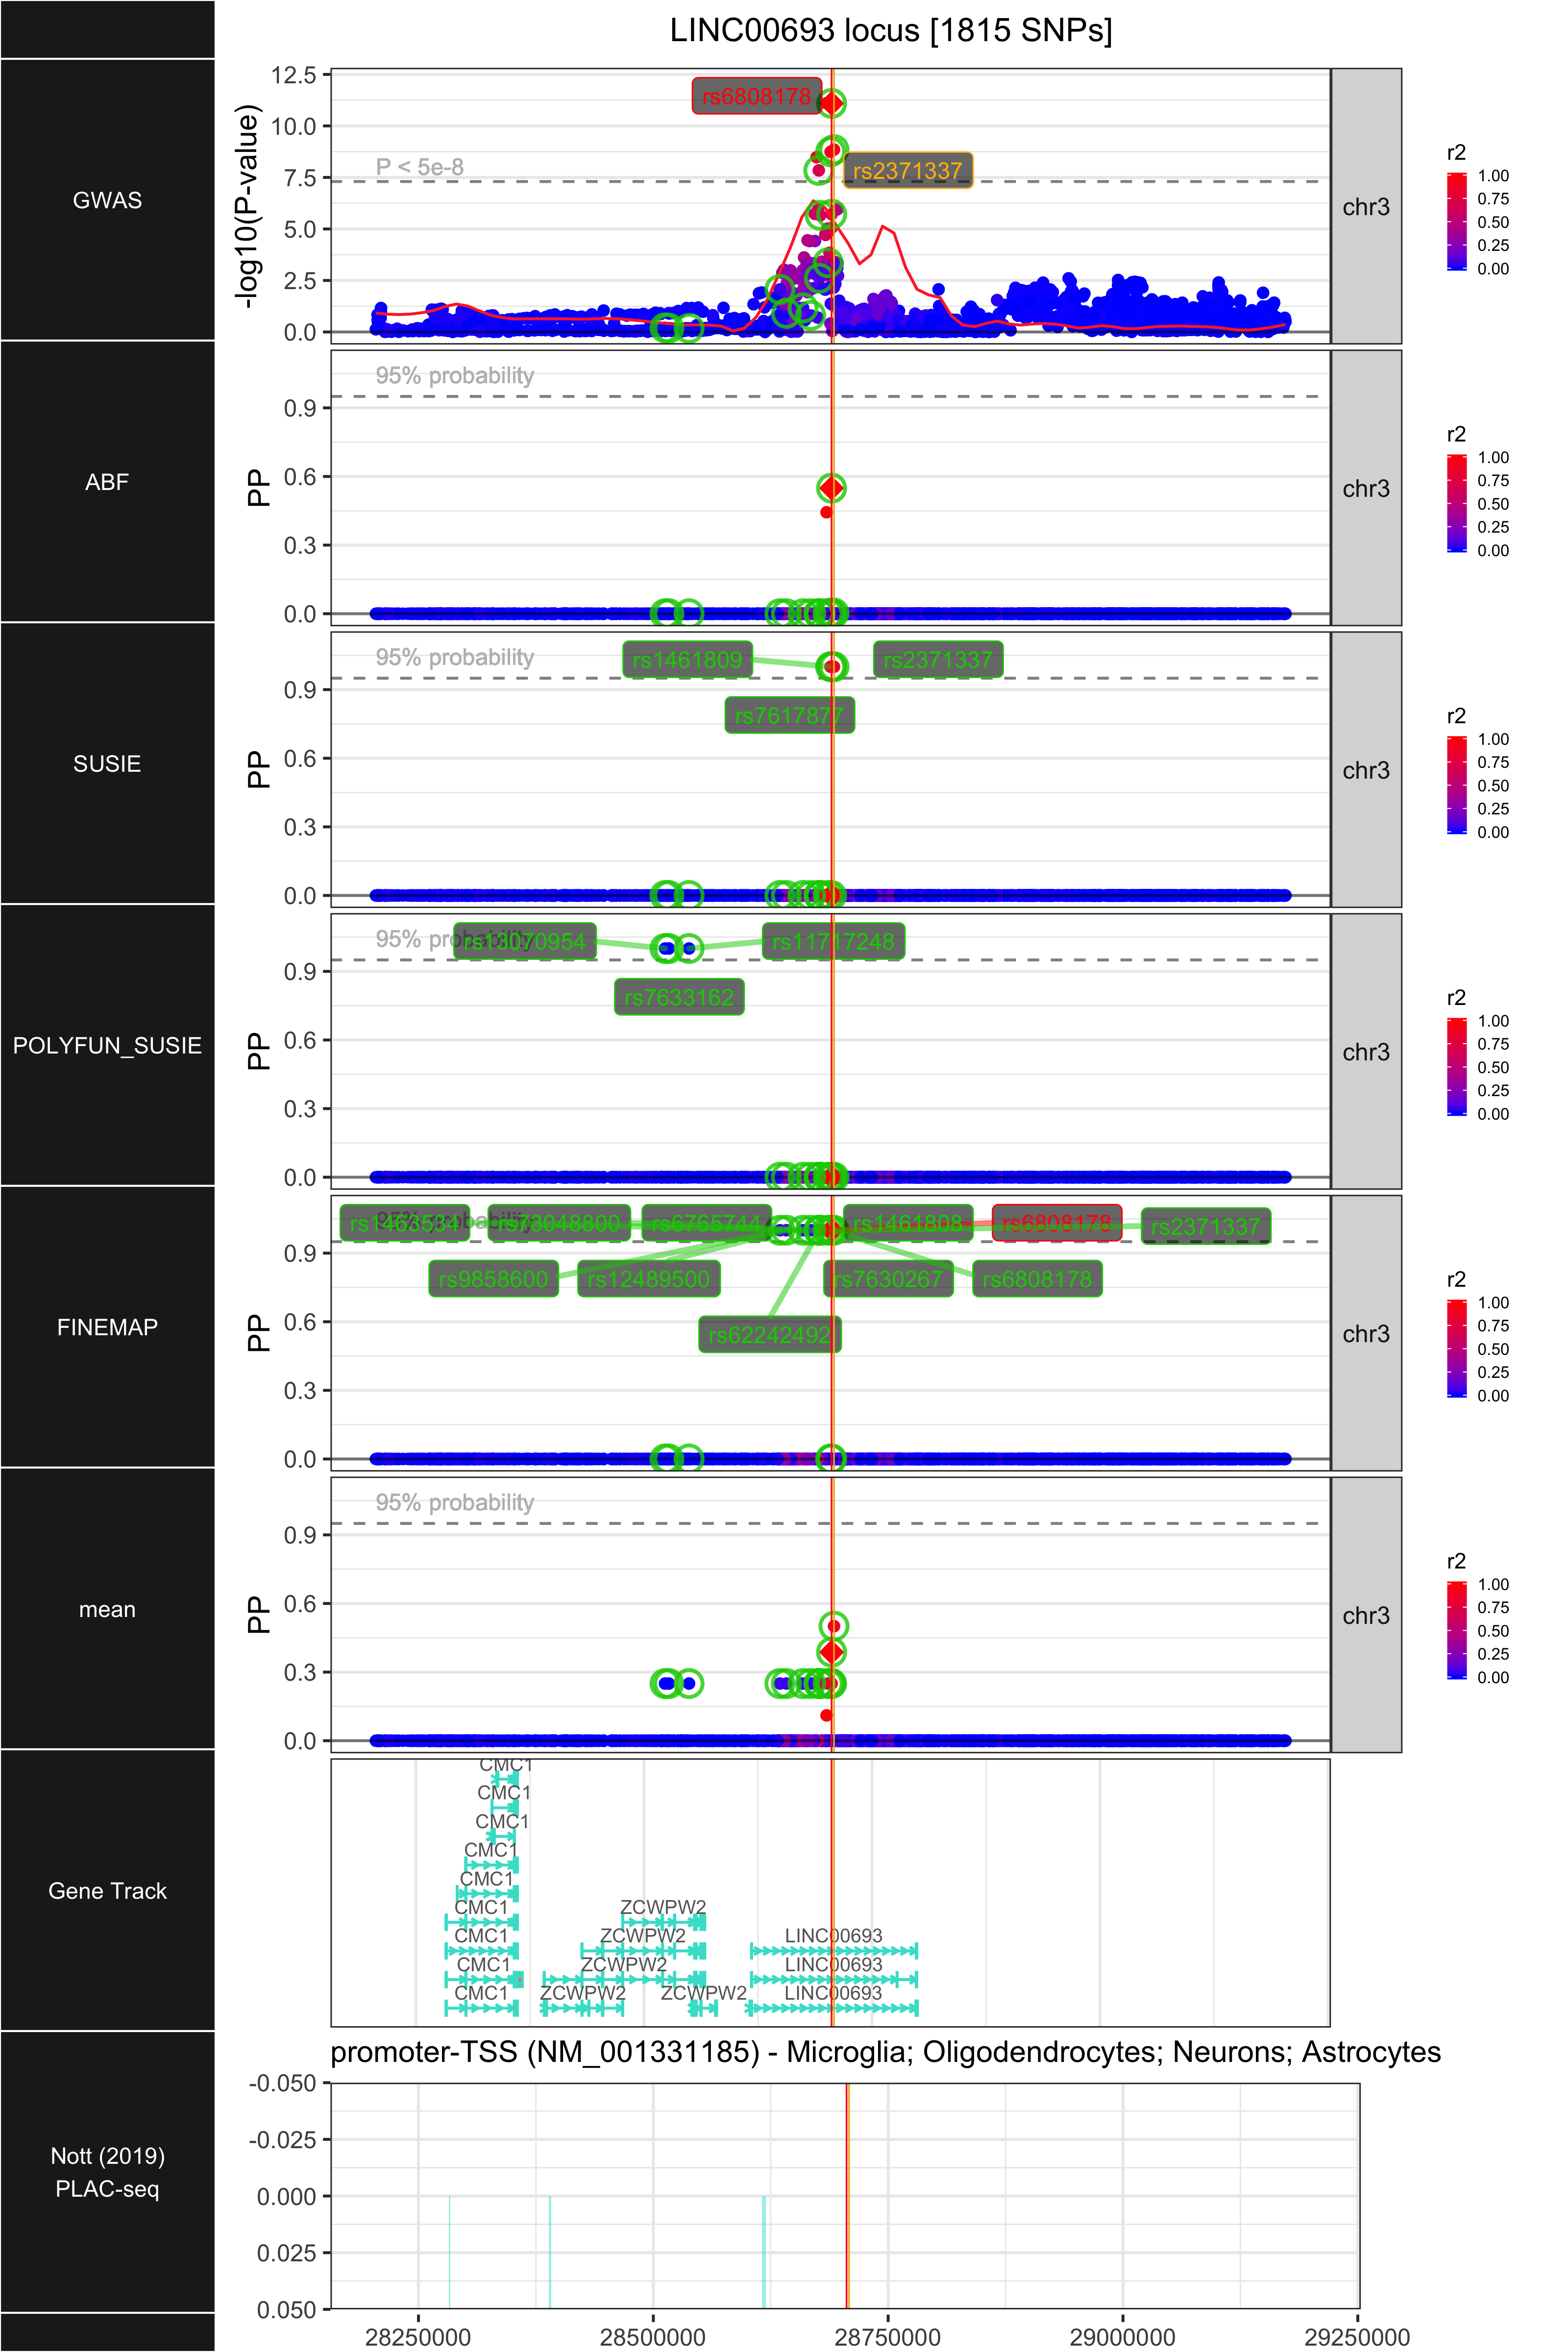 LINC00693 locus [1815 SNPs]
GWAS
-log10(P-value)
12.5
10.0
7.5
5.0
2.5
0.0
P < 5e-8
rs6808178
rs2371337
chr3
r2
1.00
0.75
0.50
0.25
0.00
ABF
PP
0.9
0.6
0.3
0.0
95% probability
chr3
r2
1.00
0.75
0.50
0.25
0.00
SUSIE
PP
0.9
0.6
0.3
0.0
95% probability
rs1461809
rs2371337
rs7617877
chr3
r2
1.00
0.75
0.50
0.25
0.00
POLYFUN_SUSIE
PP
0.9
0.6
0.3
0.0
95% probability
rs13070954
rs11717248
rs7633162
chr3
r2
1.00
0.75
0.50
0.25
0.00
FINEMAP
PP
0.9
0.6
0.3
0.0
95% probability
rs1463534
rs73048800
rs6765744
rs1461808
rs6808178
rs2371337
rs9858600
rs12489500
rs7630267
rs6808178
rs62242492
chr3
r2
1.00
0.75
0.50
0.25
0.00
mean
PP
0.9
0.6
0.3
0.0
95% probability
chr3
r2
1.00
0.75
0.50
0.25
0.00
Gene Track
CMC1
CMC1
CMC1
CMC1
CMC1
CMC1 ZCWPW2
CMC1 ZCWPW2 LINC00693
CMC1 ZCWPW2 LINC00693
CMC1 ZCWPW2 ZCWPW2 LINC00693
promoter-TSS (NM_001331185) - Microglia; Oligodendrocytes; Neurons; Astrocytes
Nott (2019)
PLAC-seq
-0.050
-0.025
0.000
0.025
0.050
28250000 28500000 28750000 29000000 29250000